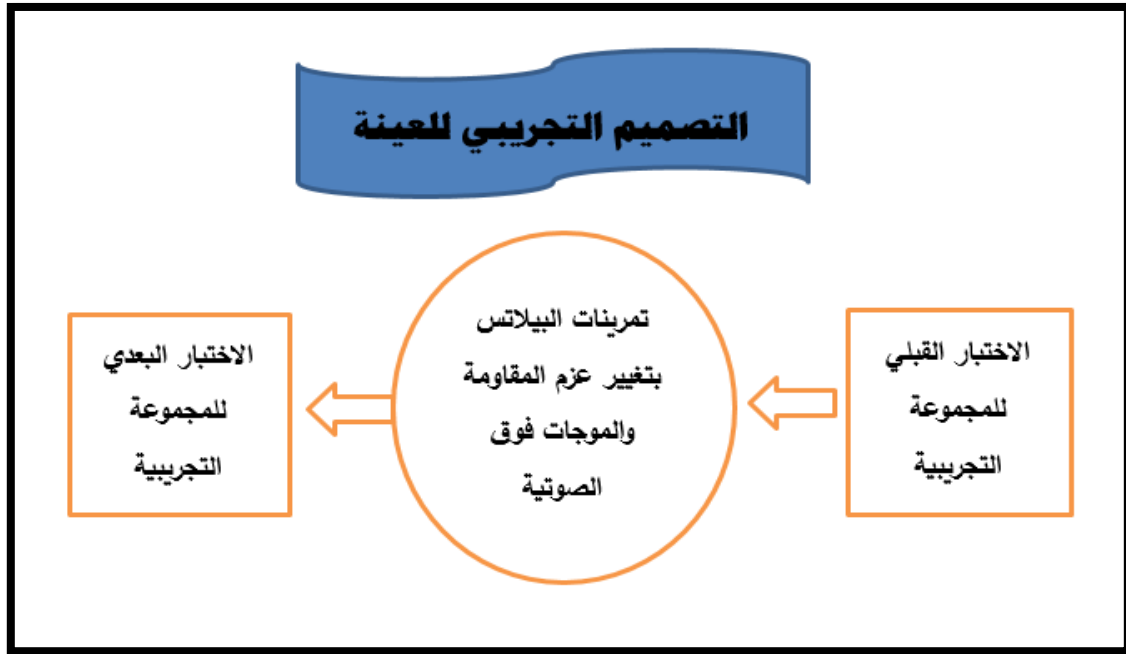 التصميم التجريبي للعينة
الاختبار القبلي
للمجموعة
التجريبية
تمرينات البيلاتس
بتغيير عزم المقاومة
والموجات فوق
الصوتية
الاختبار البعدي
للمجموعة
التجريبية